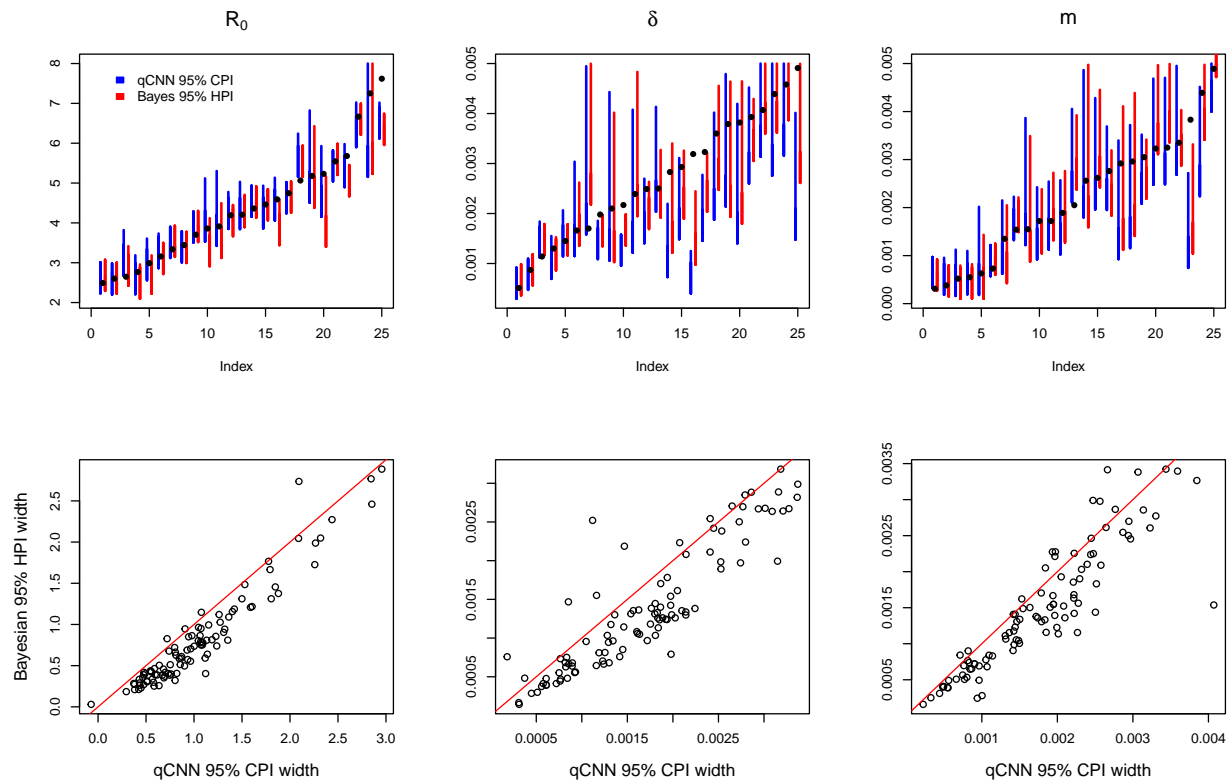 R0 δ m
qCNN 95% CPI
Bayes 95% HPI
2 3 4 5 6 7 8
0.001 0.002 0.003 0.004 0.005
0.000 0.001 0.002 0.003 0.004 0.005
0 5 10 15 20 25
0 5 10 15 20 25
0 5 10 15 20 25
Index Index Index
Bayesian 95% HPI width
0.0 0.5 1.0 1.5 2.0 2.5
0.0005 0.0015 0.0025
0.0005 0.0015 0.0025 0.0035
0.0 0.5 1.0 1.5 2.0 2.5 3.0
0.0005 0.0015 0.0025
0.001 0.002 0.003 0.004
qCNN 95% CPI width qCNN 95% CPI width qCNN 95% CPI width